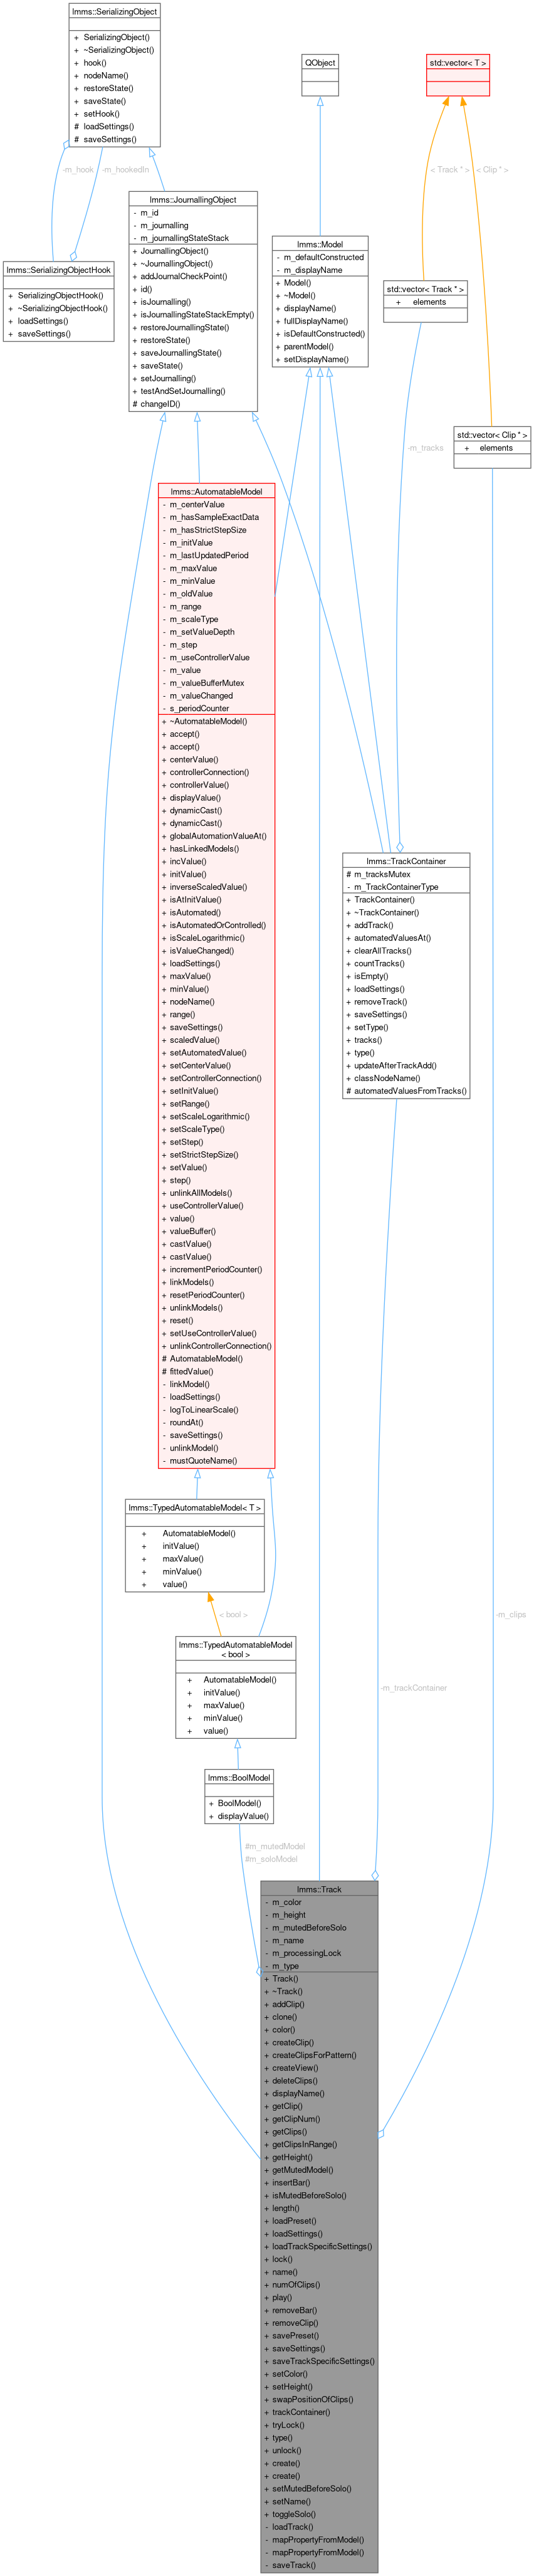 lmms::SerializingObject
+ SerializingObject()
+ ~SerializingObject()
+ hook()
+ nodeName()
+ restoreState()
+ saveState()
+ setHook()
# loadSettings()
# saveSettings()
QObject
std::vector< T >
-m_hook
-m_hookedIn
< Track * >
< Clip * >
lmms::JournallingObject
- m_id
- m_journalling
- m_journallingStateStack
+ JournallingObject()
+ ~JournallingObject()
+ addJournalCheckPoint()
+ id()
+ isJournalling()
+ isJournallingStateStackEmpty()
+ restoreJournallingState()
+ restoreState()
+ saveJournallingState()
+ saveState()
+ setJournalling()
+ testAndSetJournalling()
# changeID()
lmms::SerializingObjectHook
+ SerializingObjectHook()
+ ~SerializingObjectHook()
+ loadSettings()
+ saveSettings()
lmms::Model
- m_defaultConstructed
- m_displayName
+ Model()
+ ~Model()
+ displayName()
+ fullDisplayName()
+ isDefaultConstructed()
+ parentModel()
+ setDisplayName()
std::vector< Track * >
+ elements
std::vector< Clip * >
+ elements
-m_tracks
lmms::AutomatableModel
- m_centerValue
- m_hasSampleExactData
- m_hasStrictStepSize
- m_initValue
- m_lastUpdatedPeriod
- m_maxValue
- m_minValue
- m_oldValue
- m_range
- m_scaleType
- m_setValueDepth
- m_step
- m_useControllerValue
- m_value
- m_valueBufferMutex
- m_valueChanged
- s_periodCounter
+ ~AutomatableModel()
+ accept()
+ accept()
+ centerValue()
+ controllerConnection()
+ controllerValue()
+ displayValue()
+ dynamicCast()
+ dynamicCast()
+ globalAutomationValueAt()
+ hasLinkedModels()
+ incValue()
+ initValue()
+ inverseScaledValue()
+ isAtInitValue()
+ isAutomated()
+ isAutomatedOrControlled()
+ isScaleLogarithmic()
+ isValueChanged()
+ loadSettings()
+ maxValue()
+ minValue()
+ nodeName()
+ range()
+ saveSettings()
+ scaledValue()
+ setAutomatedValue()
+ setCenterValue()
+ setControllerConnection()
+ setInitValue()
+ setRange()
+ setScaleLogarithmic()
+ setScaleType()
+ setStep()
+ setStrictStepSize()
+ setValue()
+ step()
+ unlinkAllModels()
+ useControllerValue()
+ value()
+ valueBuffer()
+ castValue()
+ castValue()
+ incrementPeriodCounter()
+ linkModels()
+ resetPeriodCounter()
+ unlinkModels()
+ reset()
+ setUseControllerValue()
+ unlinkControllerConnection()
# AutomatableModel()
# fittedValue()
- linkModel()
- loadSettings()
- logToLinearScale()
- roundAt()
- saveSettings()
- unlinkModel()
- mustQuoteName()
lmms::TrackContainer
# m_tracksMutex
- m_TrackContainerType
+ TrackContainer()
+ ~TrackContainer()
+ addTrack()
+ automatedValuesAt()
+ clearAllTracks()
+ countTracks()
+ isEmpty()
+ loadSettings()
+ removeTrack()
+ saveSettings()
+ setType()
+ tracks()
+ type()
+ updateAfterTrackAdd()
+ classNodeName()
# automatedValuesFromTracks()
lmms::TypedAutomatableModel< T >
+ AutomatableModel()
+ initValue()
+ maxValue()
+ minValue()
+ value()
< bool >
-m_clips
lmms::TypedAutomatableModel
< bool >
+ AutomatableModel()
+ initValue()
+ maxValue()
+ minValue()
+ value()
-m_trackContainer
lmms::BoolModel
+ BoolModel()
+ displayValue()
#m_mutedModel
#m_soloModel
lmms::Track
- m_color
- m_height
- m_mutedBeforeSolo
- m_name
- m_processingLock
- m_type
+ Track()
+ ~Track()
+ addClip()
+ clone()
+ color()
+ createClip()
+ createClipsForPattern()
+ createView()
+ deleteClips()
+ displayName()
+ getClip()
+ getClipNum()
+ getClips()
+ getClipsInRange()
+ getHeight()
+ getMutedModel()
+ insertBar()
+ isMutedBeforeSolo()
+ length()
+ loadPreset()
+ loadSettings()
+ loadTrackSpecificSettings()
+ lock()
+ name()
+ numOfClips()
+ play()
+ removeBar()
+ removeClip()
+ savePreset()
+ saveSettings()
+ saveTrackSpecificSettings()
+ setColor()
+ setHeight()
+ swapPositionOfClips()
+ trackContainer()
+ tryLock()
+ type()
+ unlock()
+ create()
+ create()
+ setMutedBeforeSolo()
+ setName()
+ toggleSolo()
- loadTrack()
- mapPropertyFromModel()
- mapPropertyFromModel()
- saveTrack()